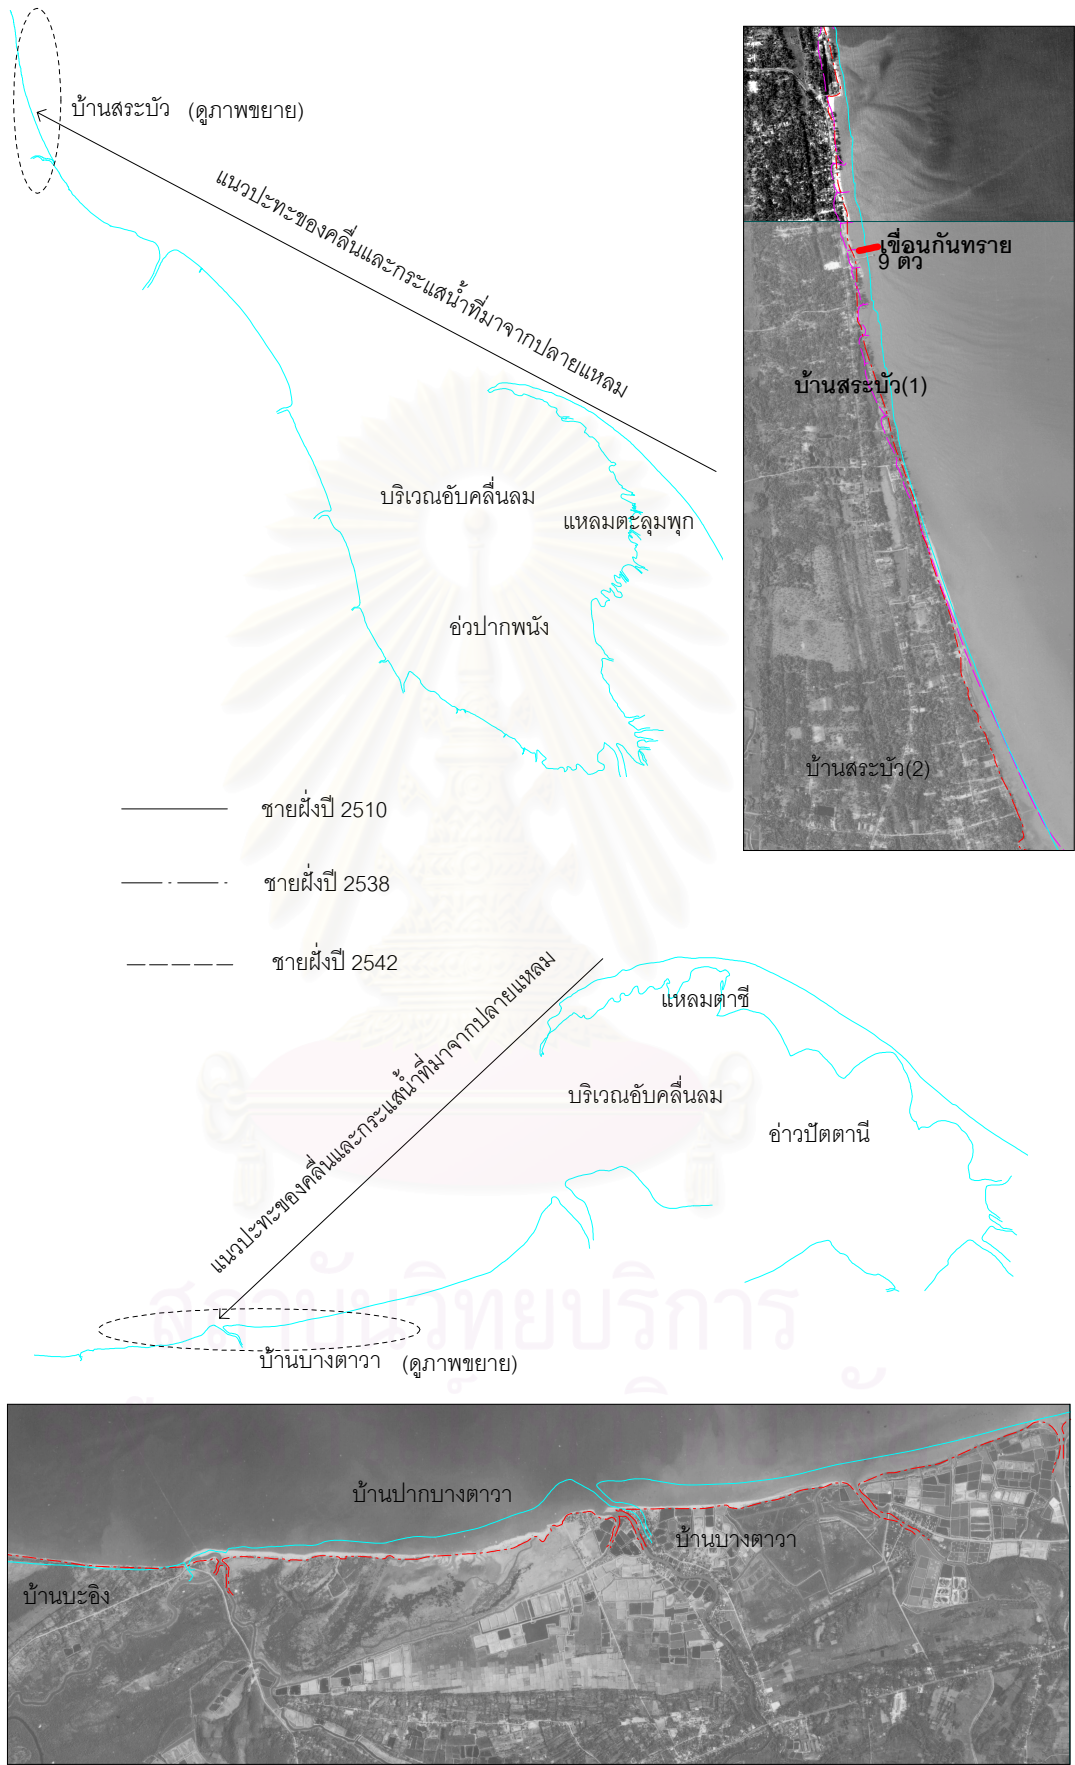 บ้านสระบัว (ดูภาพขยาย)
แนวปะทะของคลื่นและกระแสน้ำที่มาจากปลายแหลม
เขื่อนกันทราย
9 ตัว
บ้านสระบัว(1)
บริเวณอับคลื่นลม
แหลมตะลุมพุก
อ่วปากพนัง
บ้านสระบัว(2)
ชายฝั่งปี 2510
ชายฝั่งปี 2538
ชายฝั่งปี 2542
แนวปะทะของคลื่นและกระแสน้ำที่มาจากปลายแหลม
แหลมตาชี
บริเวณอับคลื่นลม
อ่าวปัตตานี
สถาบันวิทยบริการ
บ้านบางตาวา (ดูภาพขยาย)
บ้านปากบางตาวา
บ้านบางตาวา
บ้านบะอิง